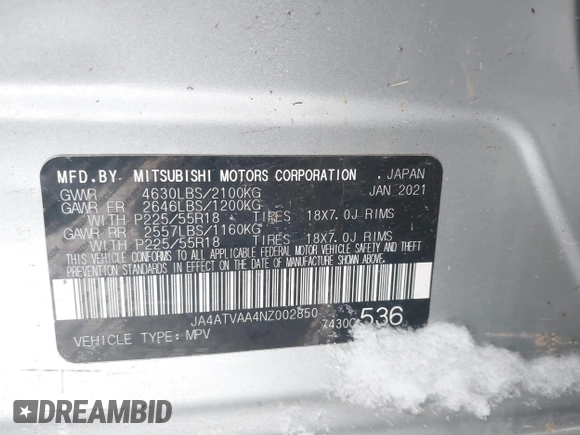 MFD.BY MITSUBISHI MOTORS CORPORATION .JAPAN
GVWR 4630LBS/2100KG JAN 2021
GAWR FR 2646LBS/1200KG
WITH P225/55R18 TIRES 18X7.0J RIMS
GAWR RR 2557LBS/1160KG
WITH P225/55R18 TIRES 18X7.0J RIMS
THIS VEHICLE CONFORMS TO ALL APPLICABLE FEDERAL MOTOR VEHICLE SAFETY AND THEFT
PREVENTION STANDARDS IN EFFECT ON THE DATE OF MANUFACTURE SHOWN ABOVE.
JA4ATVAA4NZ002850 7430C 536
VEHICLE TYPE: MPV
DREAMBID